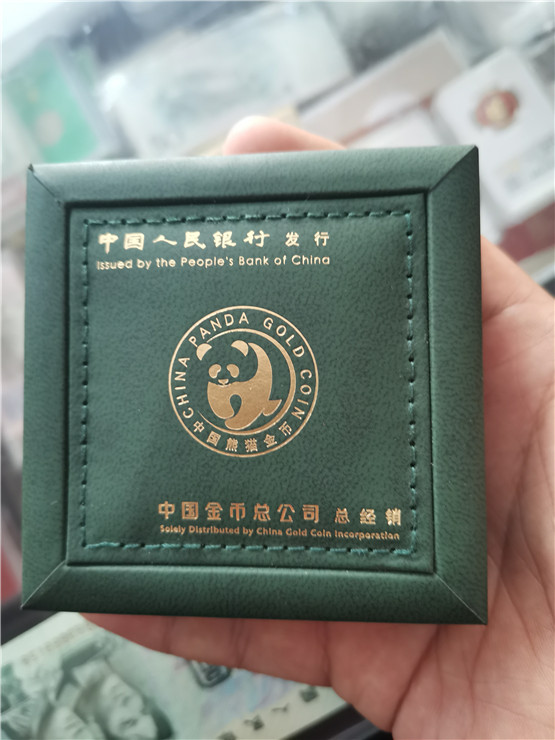 中国人民银行 发行
Issued by the People's Bank of China
CHINA PANDA GOLD COIN
中国熊猫金币
中国金币总公司 总经销
Solely Distributed by China Gold Coin Incorporation